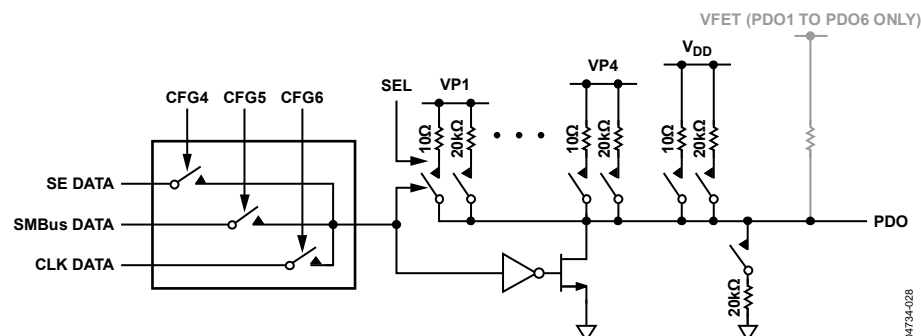 VFET (PDO1 TO PDO6 ONLY)
VDD
VP4
SEL
VP1
CFG4 CFG5 CFG6
10Ω
20kΩ
10Ω
20kΩ
10Ω
20kΩ
SE DATA
SMBus DATA
CLK DATA
PDO
20kΩ
04734-028